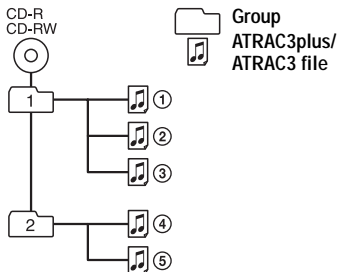 CD-R
CD-RW
Group
ATRAC3plus/
ATRAC3 file
1
①
②
③
2
④
⑤